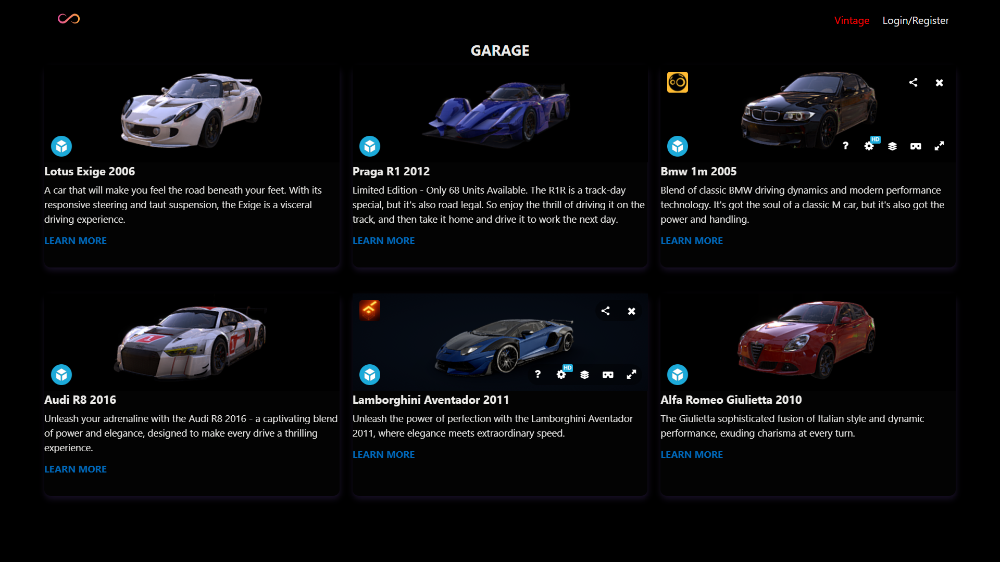 Vintage Login/Register
GARAGE
Lotus Exige 2006
A car that will make you feel the road beneath your feet. With its
responsive steering and taut suspension, the Exige is a visceral
driving experience.
LEARN MORE
Praga R1 2012
Limited Edition - Only 68 Units Available. The R1R is a track-day
special, but it's also road legal. So enjoy the thrill of driving it on the
track, and then take it home and drive it to work the next day.
LEARN MORE
? HD
Bmw 1m 2005
Blend of classic BMW driving dynamics and modern performance
technology. It's got the soul of a classic M car, but it's also got the
power and handling.
LEARN MORE
1 1
Audi R8 2016
Unleash your adrenaline with the Audi R8 2016 - a captivating blend
of power and elegance, designed to make every drive a thrilling
experience.
LEARN MORE
? HD
Lamborghini Aventador 2011
Unleash the power of perfection with the Lamborghini Aventador
2011, where elegance meets extraordinary speed.
LEARN MORE
Alfa Romeo Giulietta 2010
The Giulietta sophisticated fusion of Italian style and dynamic
performance, exuding charisma at every turn.
LEARN MORE